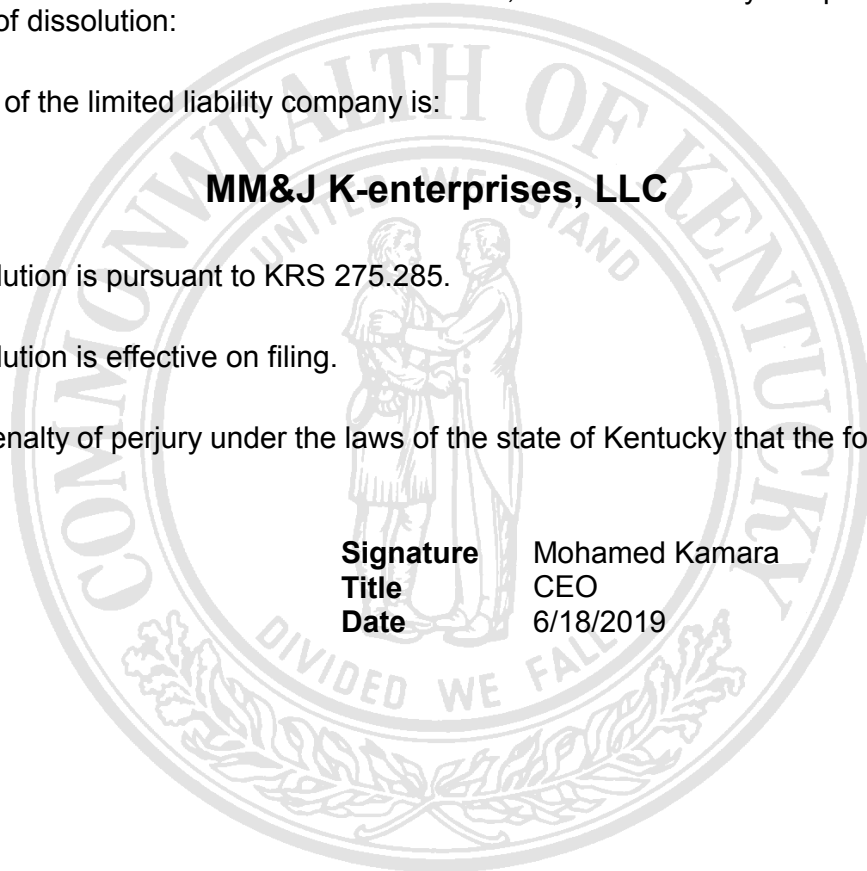 of dissolution:
of the limited liability company is:
MM&J K-enterprises, LLC
lution is pursuant to KRS 275.285.
lution is effective on filing.
enalty of perjury under the laws of the state of Kentucky that the fo
Signature Mohamed Kamara
Title CEO
Date 6/18/2019
COMMONWEALTH OF KENTUCKY
UNITED WE STAND
DIVIDED WE FALL